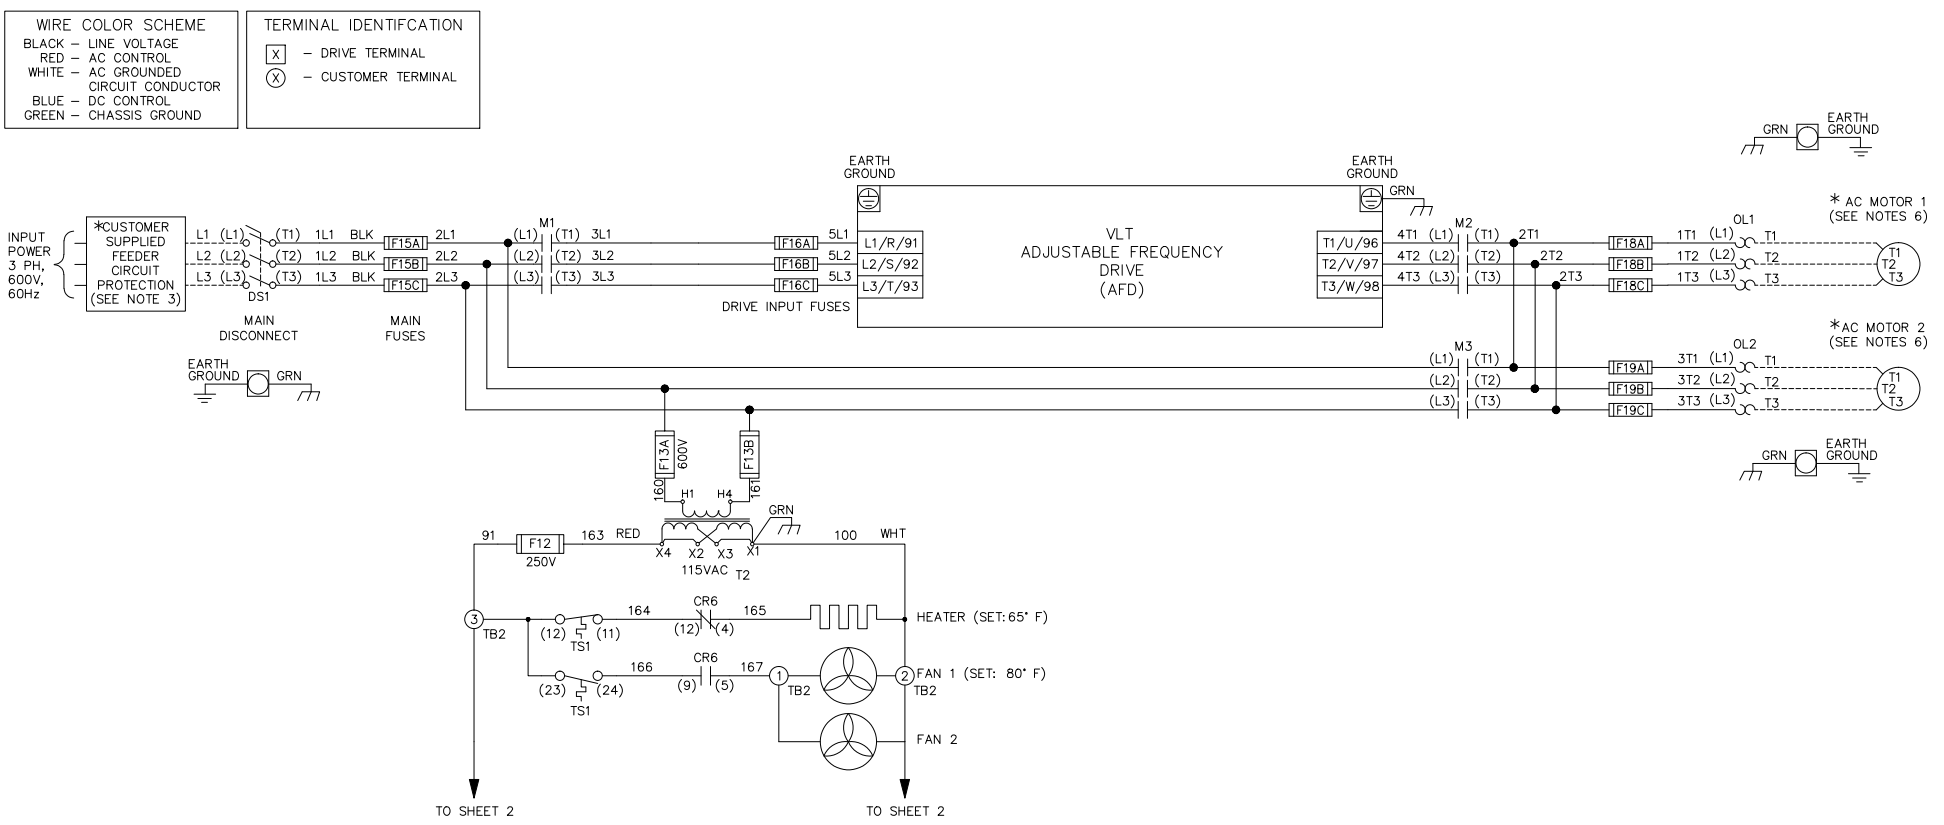 WIRE COLOR SCHEME
BLACK – LINE VOLTAGE
RED – AC CONTROL
WHITE – AC GROUNDED
CIRCUIT CONDUCTOR
BLUE – DC CONTROL
GREEN – CHASSIS GROUND
TERMINAL IDENTIFCATION
X – DRIVE TERMINAL
X – CUSTOMER TERMINAL
INPUT
POWER
3 PH,
600V,
60Hz
*CUSTOMER
SUPPLIED
FEEDER
CIRCUIT
PROTECTION
(SEE NOTE 3)
L1 (L1) (T1) 1L1 BLK F15A 2L1
L2 (L2) (T2) 1L2 BLK F15B 2L2
L3 (L3) (T3) 1L3 BLK F15C 2L3
DS1
MAIN
DISCONNECT
MAIN
FUSES
EARTH
GROUND
GRN
M1
(L1) (T1) 3L1 F16A 5L1
(L2) (T2) 3L2 F16B 5L2
(L3) (T3) 3L3 F16C 5L3
DRIVE INPUT FUSES
EARTH
GROUND
L1/R/91
L2/S/92
L3/T/93
VLT
ADJUSTABLE FREQUENCY
DRIVE
(AFD)
EARTH
GROUND
GRN
T1/U/96
T2/V/97
T3/W/98
M2
4T1 (L1) (T1) 2T1 F18A 1T1 (L1) T1
4T2 (L2) (T2) 2T2 F18B 1T2 (L2) T2
4T3 (L3) (T3) 2T3 F18C 1T3 (L3) T3
OL1
GRN
EARTH
GROUND
* AC MOTOR 1
(SEE NOTES 6)
T1
T2
T3
M3
(L1) (T1) F19A 3T1 (L1) T1
(L2) (T2) F19B 3T2 (L2) T2
(L3) (T3) F19C 3T3 (L3) T3
OL2
* AC MOTOR 2
(SEE NOTES 6)
T1
T2
T3
GRN
EARTH
GROUND
F13A
600V
F13B
160
161
H1 H4
GRN
91 F12 163 RED
250V
X4 X2 X3 X1
100 WHT
115VAC T2
3
TB2
(12) (11)
TS1
164
CR6
(12) (4)
165
HEATER (SET:65° F)
(23) (24)
TS1
166
CR6
(9) (5)
167
1
TB2
2
TB2
FAN 1 (SET: 80° F)
FAN 2
TO SHEET 2
TO SHEET 2